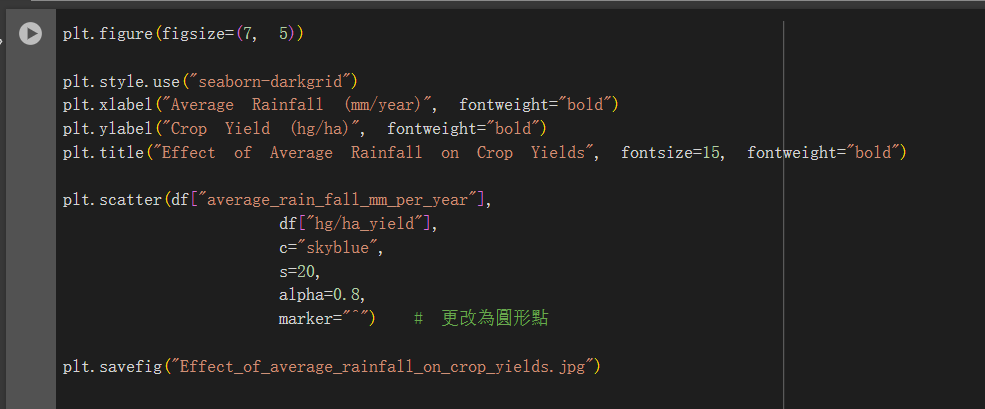 plt.figure(figsize=(7, 5))
plt.style.use("seaborn-darkgrid")
plt.xlabel("Average Rainfall (mm/year)", fontweight="bold")
plt.ylabel("Crop Yield (hg/ha)", fontweight="bold")
plt.title("Effect of Average Rainfall on Crop Yields", fontsize=15, fontweight="bold")
plt.scatter(df["average_rain_fall_mm_per_year"],
df["hg/ha_yield"],
c="skyblue",
s=20,
alpha=0.8,
marker="^") # 更改為圓形點
plt.savefig("Effect_of_average_rainfall_on_crop_yields.jpg")